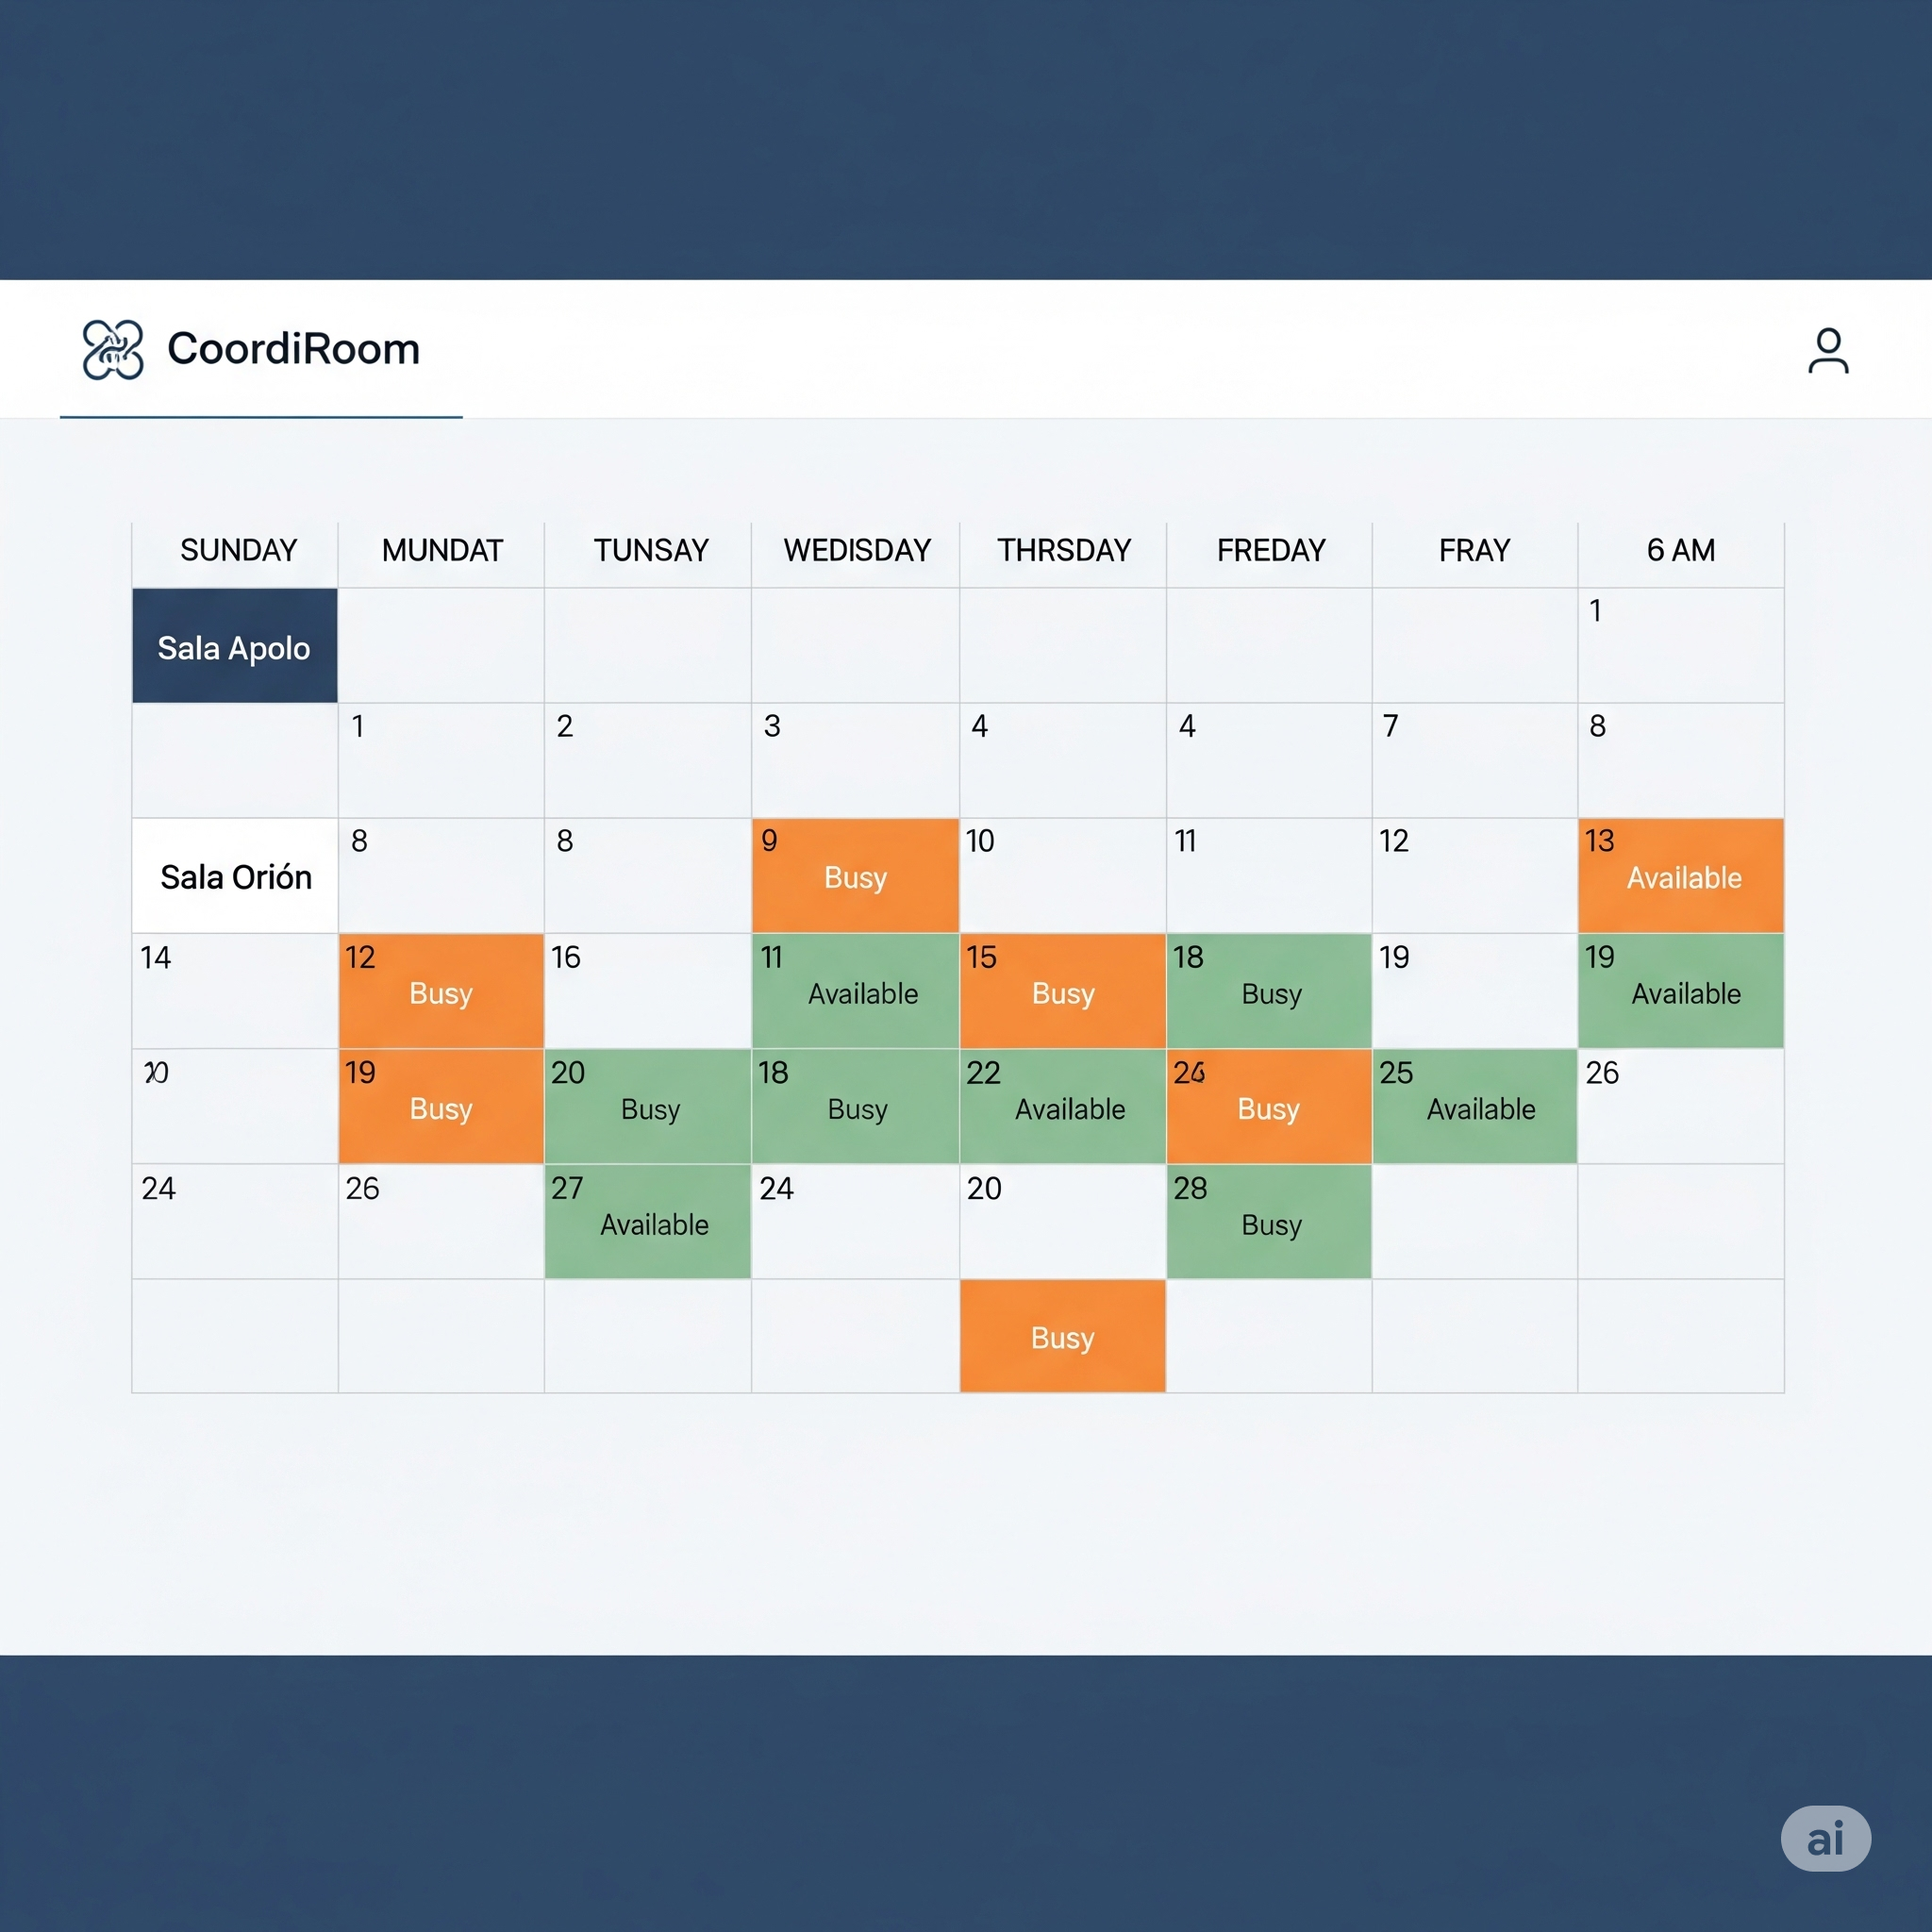 CoordiRoom
SUNDAY MUNDAT TUNSAY WEDISDAY THRSDAY FREDAY FRAY 6 AM
Sala Apolo 1
1 2 3 4 4 7 8
Sala Orión 8 8 9 Busy 10 11 12 13 Available
14 12 Busy 16 11 Available 15 Busy 18 Busy 19 19 Available
19 Busy 20 Busy 18 Busy 22 Available Busy 25 Available 26
24 26 27 Available 24 20 28 Busy
Busy
ai